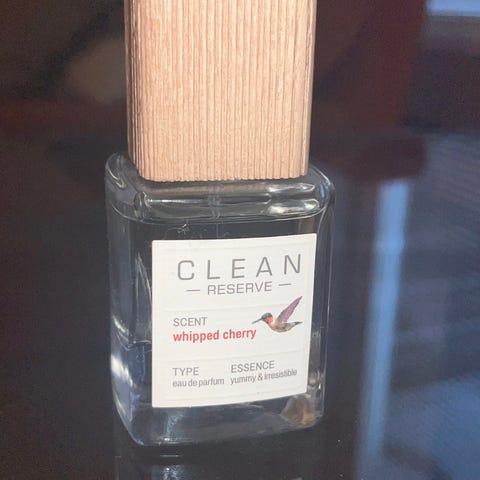 CLEAN
— RESERVE —
SCENT
whipped cherry
TYPE ESSENCE
eau de parfum yummy & irresistible